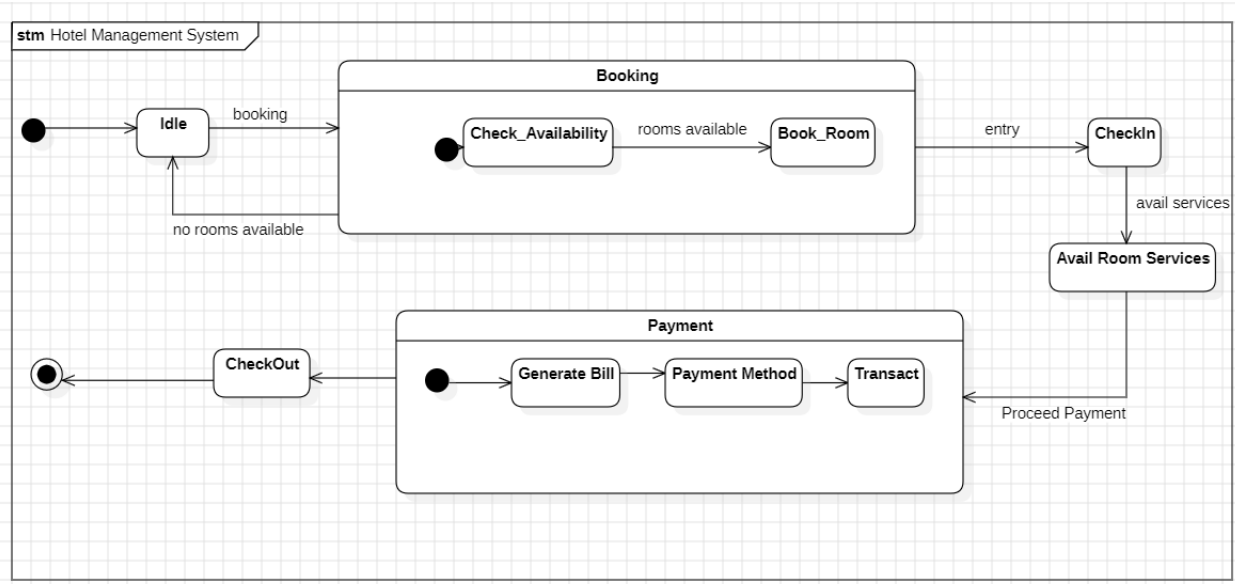 stm Hotel Management System
Booking
Idle
booking
Check_Availability
rooms available
Book_Room
entry
CheckIn
no rooms available
avail services
Avail Room Services
Payment
CheckOut
Generate Bill
Payment Method
Transact
Proceed Payment